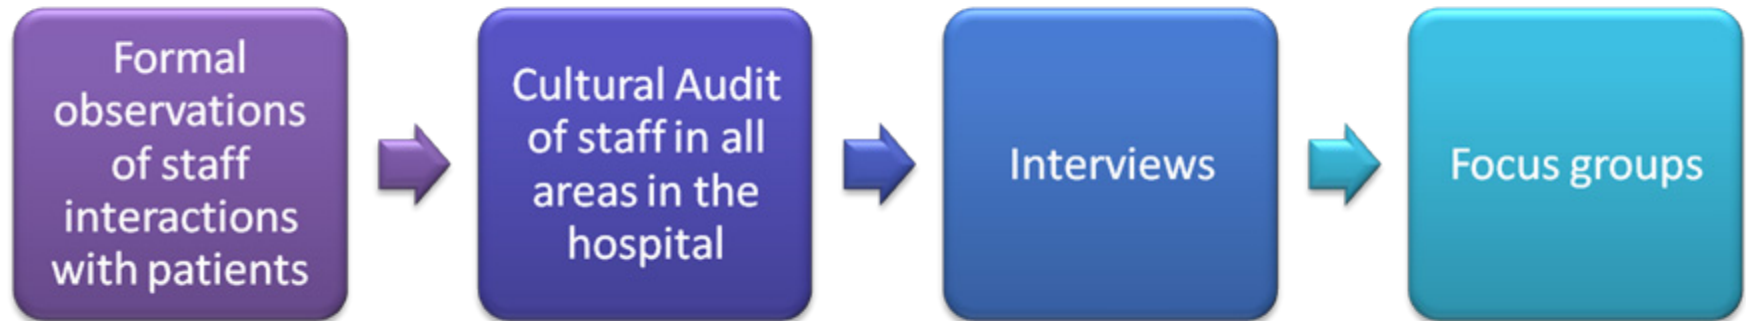 Formal
observations
of staff
interactions
with patients
Cultural Audit
of staff in all
areas in the
hospital
Interviews
Focus groups